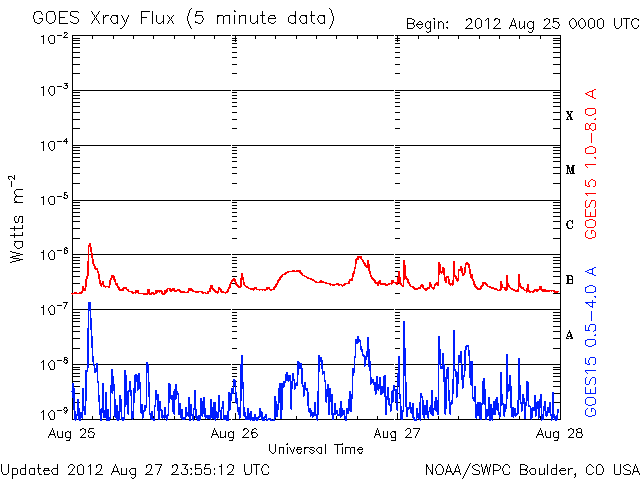 GOES Xray Flux (5 minute data)
Begin: 2012 Aug 25 0000 UTC
10-2
10-3
10-4
10-5
10-6
10-7
10-8
10-9
Watts m-2
X
M
C
B
A
GOES15 1.0-8.0 A
GOES15 0.5-4.0 A
Aug 25
Aug 26
Aug 27
Aug 28
Universal Time
Updated 2012 Aug 27 23:55:12 UTC
NOAA/SWPC Boulder, CO USA